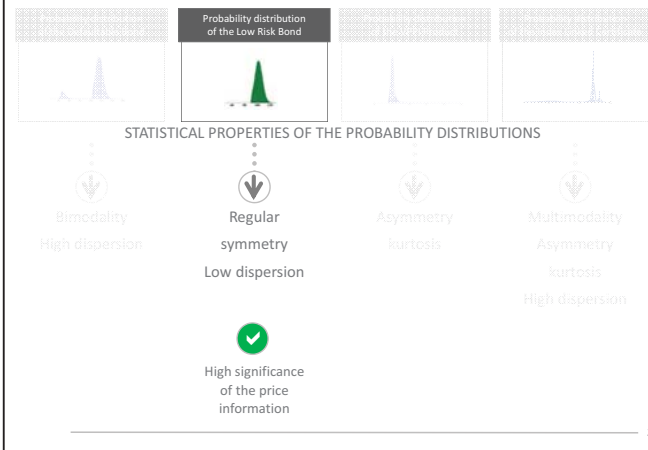 Probability distribution
of the Low Risk Bond
STATISTICAL PROPERTIES OF THE PROBABILITY DISTRIBUTIONS
Bimodality
High dispersion
Regular
symmetry
Low dispersion
Asymmetry
kurtosis
Multimodality
Asymmetry
kurtosis
High dispersion
High significance
of the price
information